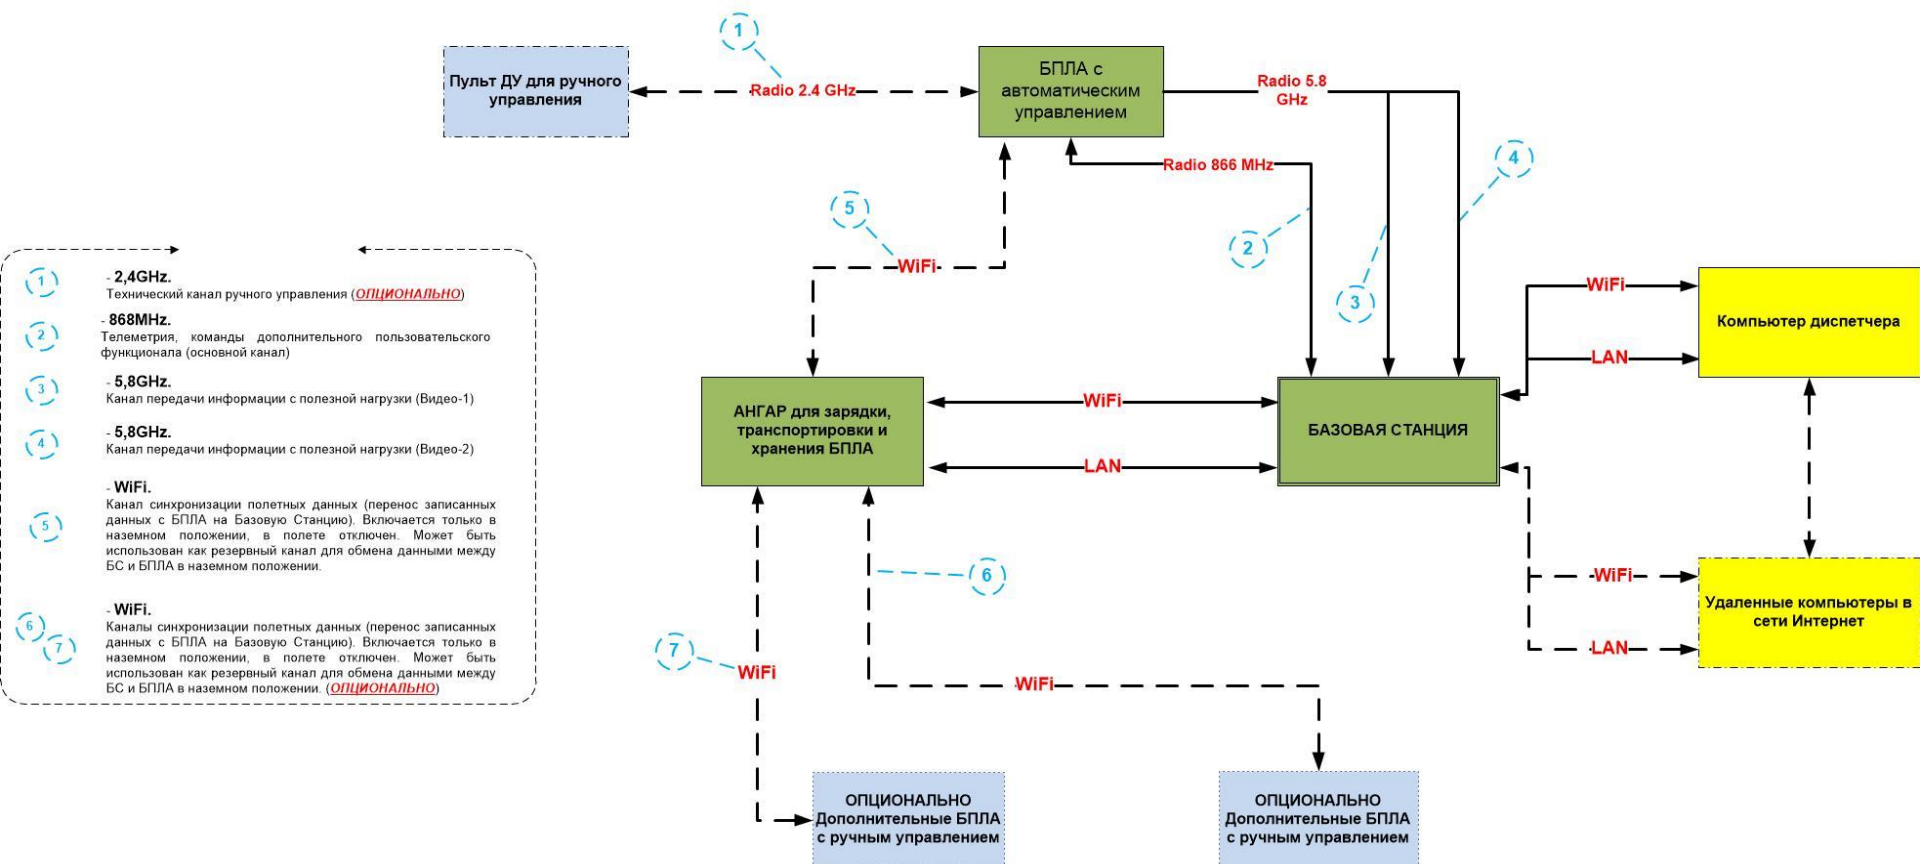 1
Пульт ДУ для ручного
управления
Radio 2.4 GHz
БПЛА с
автоматическим
управлением
Radio 5.8
GHz
Radio 866 MHz
4
5
2
3
WiFi
1
- 2,4GHz.
Технический канал ручного управления (ОПЦИОНАЛЬНО)
2
- 868MHz.
Телеметрия, команды дополнительного пользовательского
функционала (основной канал)
3
- 5,8GHz.
Канал передачи информации с полезной нагрузки (Видео-1)
4
- 5,8GHz.
Канал передачи информации с полезной нагрузки (Видео-2)
5
- WiFi.
Канал синхронизации полетных данных (перенос записанных
данных с БПЛА на Базовую Станцию). Включается только в
наземном положении, в полете отключен. Может быть
использован как резервный канал для обмена данными между
БС и БПЛА в наземном положении.
6
7
- WiFi.
Каналы синхронизации полетных данных (перенос записанных
данных с БПЛА на Базовую Станцию). Включается только в
наземном положении, в полете отключен. Может быть
использован как резервный канал для обмена данными между
БС и БПЛА в наземном положении. (ОПЦИОНАЛЬНО)
АНГАР для зарядки,
транспортировки и
хранения БПЛА
WiFi
LAN
БАЗОВАЯ СТАНЦИЯ
WiFi
LAN
Компьютер диспетчера
WiFi
LAN
Удаленные компьютеры в
сети Интернет
6
7
WiFi
WiFi
ОПЦИОНАЛЬНО
Дополнительные БПЛА
с ручным управлением
ОПЦИОНАЛЬНО
Дополнительные БПЛА
с ручным управлением